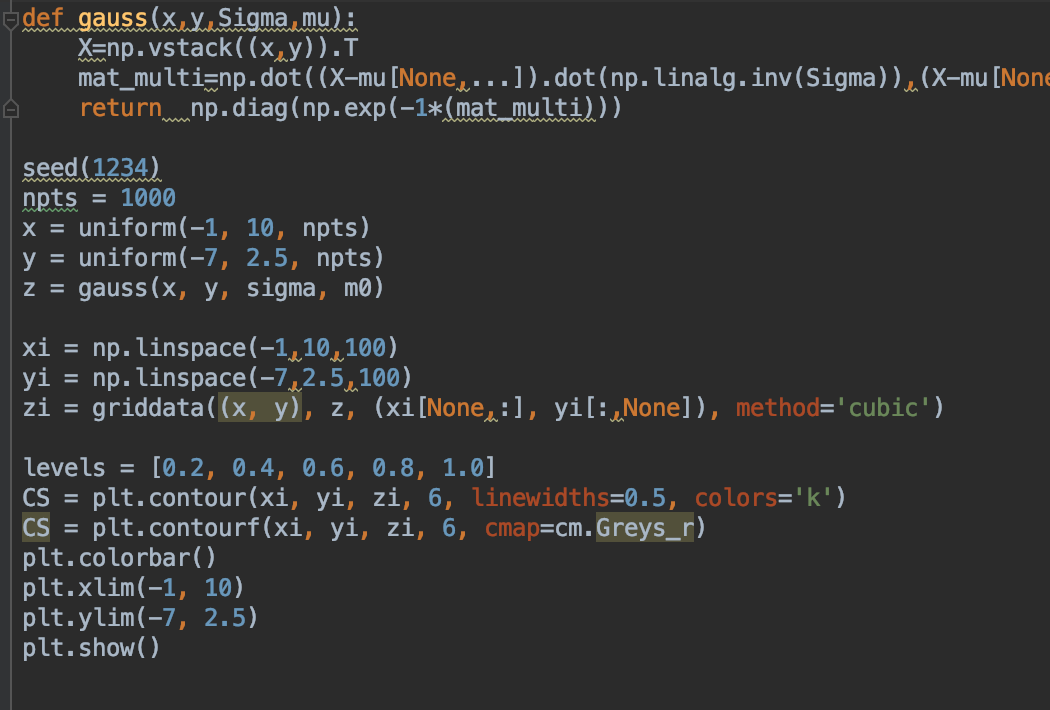 def gauss(x,y,Sigma,mu):
    X=np.vstack((x,y)).T
    mat_multi=np.dot((X-mu[None,...]).dot(np.linalg.inv(Sigma)),(X-mu[None
    return  np.diag(np.exp(-1*(mat_multi)))

seed(1234)
npts = 1000
x = uniform(-1, 10, npts)
y = uniform(-7, 2.5, npts)
z = gauss(x, y, sigma, m0)

xi = np.linspace(-1,10,100)
yi = np.linspace(-7,2.5,100)
zi = griddata((x, y), z, (xi[None,:], yi[:,None]), method='cubic')

levels = [0.2, 0.4, 0.6, 0.8, 1.0]
CS = plt.contour(xi, yi, zi, 6, linewidths=0.5, colors='k')
CS = plt.contourf(xi, yi, zi, 6, cmap=cm.Greys_r)
plt.colorbar()
plt.xlim(-1, 10)
plt.ylim(-7, 2.5)
plt.show()